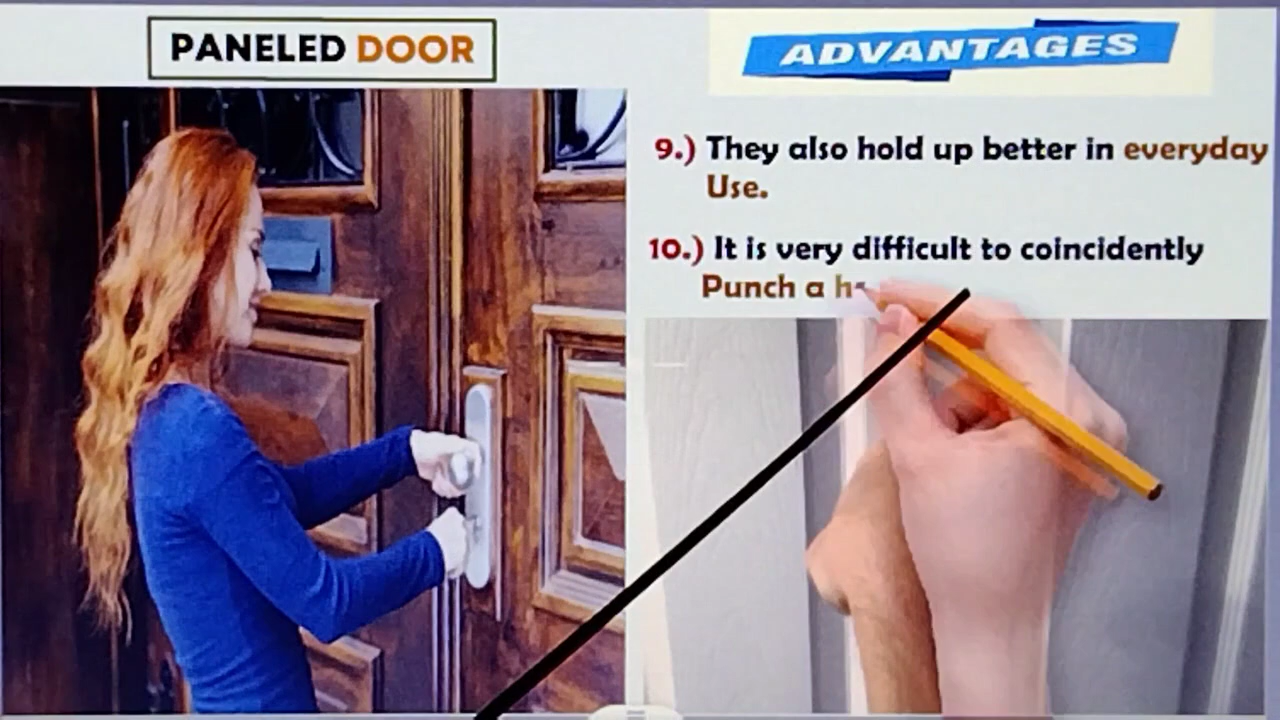 PANELED DOOR
ADVANTAGES
9.) They also hold up better in everyday
Use.
10.) It is very difficult to coincidently
Punch a